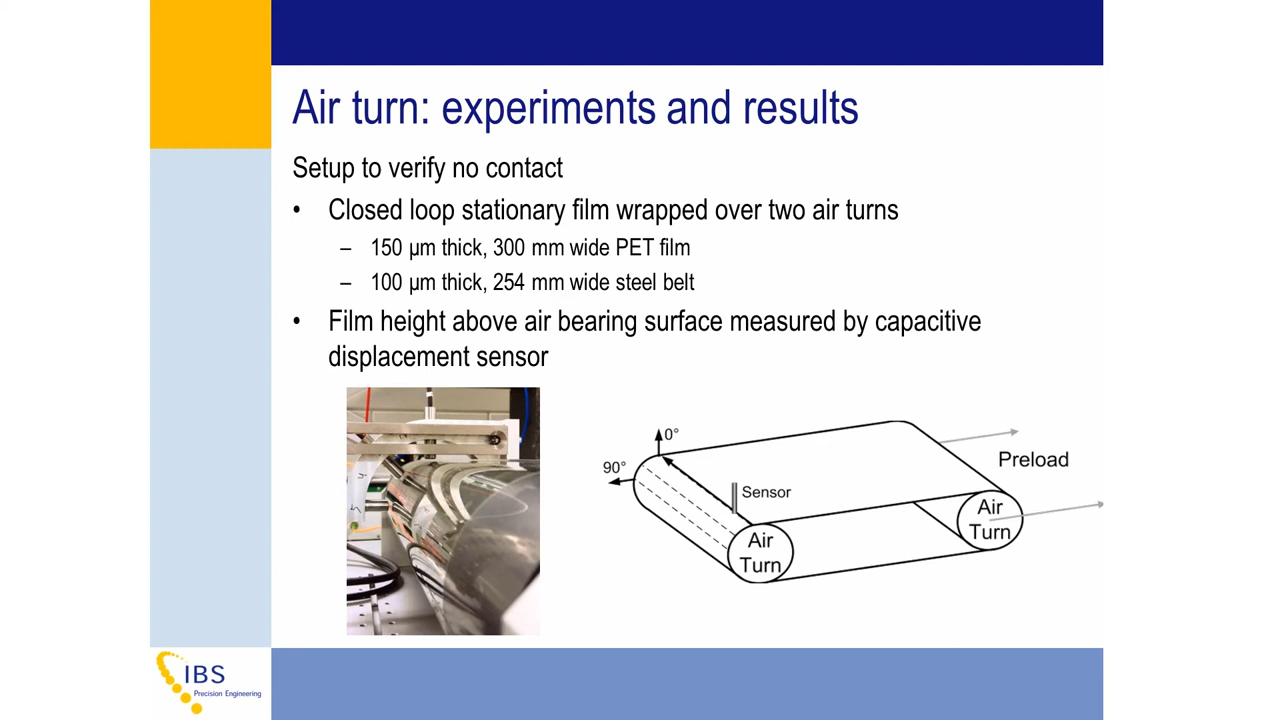 Air turn: experiments and results
Setup to verify no contact
• Closed loop stationary film wrapped over two air turns
– 150 µm thick, 300 mm wide PET film
– 100 µm thick, 254 mm wide steel belt
• Film height above air bearing surface measured by capacitive
displacement sensor
0°
90°
Sensor
Preload
Air
Turn
Air
Turn
IBS
Precision Engineering